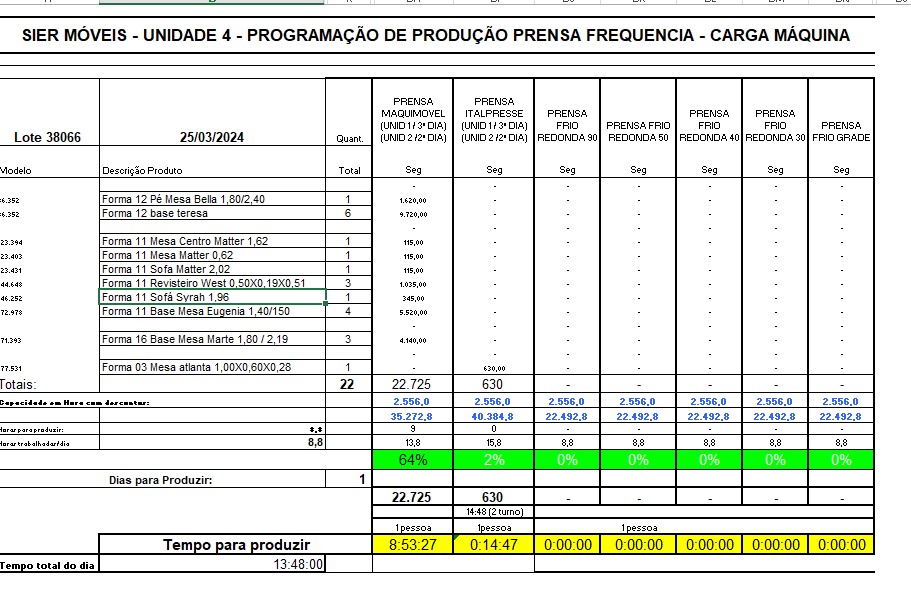 SIER MÓVEIS - UNIDADE 4 - PROGRAMAÇÃO DE PRODUÇÃO PRENSA FREQUENCIA - CARGA MÁQUINA
Lote 38066 25/03/2024 Quant. PRENSA MAQUIMOVEL (UNID 1 / 3ª DIA) (UNID 2 /2ª DIA) PRENSA ITALPRESSE (UNID 1 / 3ª DIA) (UNID 2 /2ª DIA) PRENSA FRIO REDONDA 90 PRENSA FRIO REDONDA 50 PRENSA FRIO REDONDA 40 PRENSA FRIO REDONDA 30 PRENSA FRIO GRADE
Modelo Descrição Produto Total Seg Seg Seg Seg Seg Seg Seg
- - - - - - -
6.352 Forma 12 Pé Mesa Bella 1,80/2,40 1 1.620,00 - - - - - -
6.352 Forma 12 base teresa 6 9.720,00 - - - - - -
- - - - - - -
23.394 Forma 11 Mesa Centro Matter 1,62 1 115,00 - - - - - -
23.403 Forma 11 Mesa Matter 0,62 1 115,00 - - - - - -
23.431 Forma 11 Sofa Matter 2,02 1 115,00 - - - - - -
44.648 Forma 11 Revisteiro West 0,50X0,19X0,51 3 1.035,00 - - - - - -
46.252 Forma 11 Sofá Syrah 1,96 1 345,00 - - - - - -
72.978 Forma 11 Base Mesa Eugenia 1,40/150 4 5.520,00 - - - - - -
- - - - - - -
71.393 Forma 16 Base Mesa Marte 1,80 / 2,19 3 4.140,00 - - - - - -
- - - - - - -
77.531 Forma 03 Mesa atlanta 1,00X0,60X0,28 1 - 630,00 - - - - -
Totais: 22 22.725 630 - - - - -
Capacidade em Hora com descontos: 2.556,0 2.556,0 2.556,0 2.556,0 2.556,0 2.556,0 2.556,0
35.272,8 40.384,8 22.492,8 22.492,8 22.492,8 22.492,8 22.492,8
Horas para produzir: 8,8 9 0 - - - - -
Horas trabalhadas/dia 8,8 13,8 15,8 8,8 8,8 8,8 8,8 8,8
64% 2% 0% 0% 0% 0% 0%
Dias para Produzir: 1
22.725 630 - - - - -
14:48 (2 turno)
1 pessoa 1pessoa 1 pessoa
Tempo para produzir 8:53:27 0:14:47 0:00:00 0:00:00 0:00:00 0:00:00 0:00:00
Tempo total do dia 13:48:00